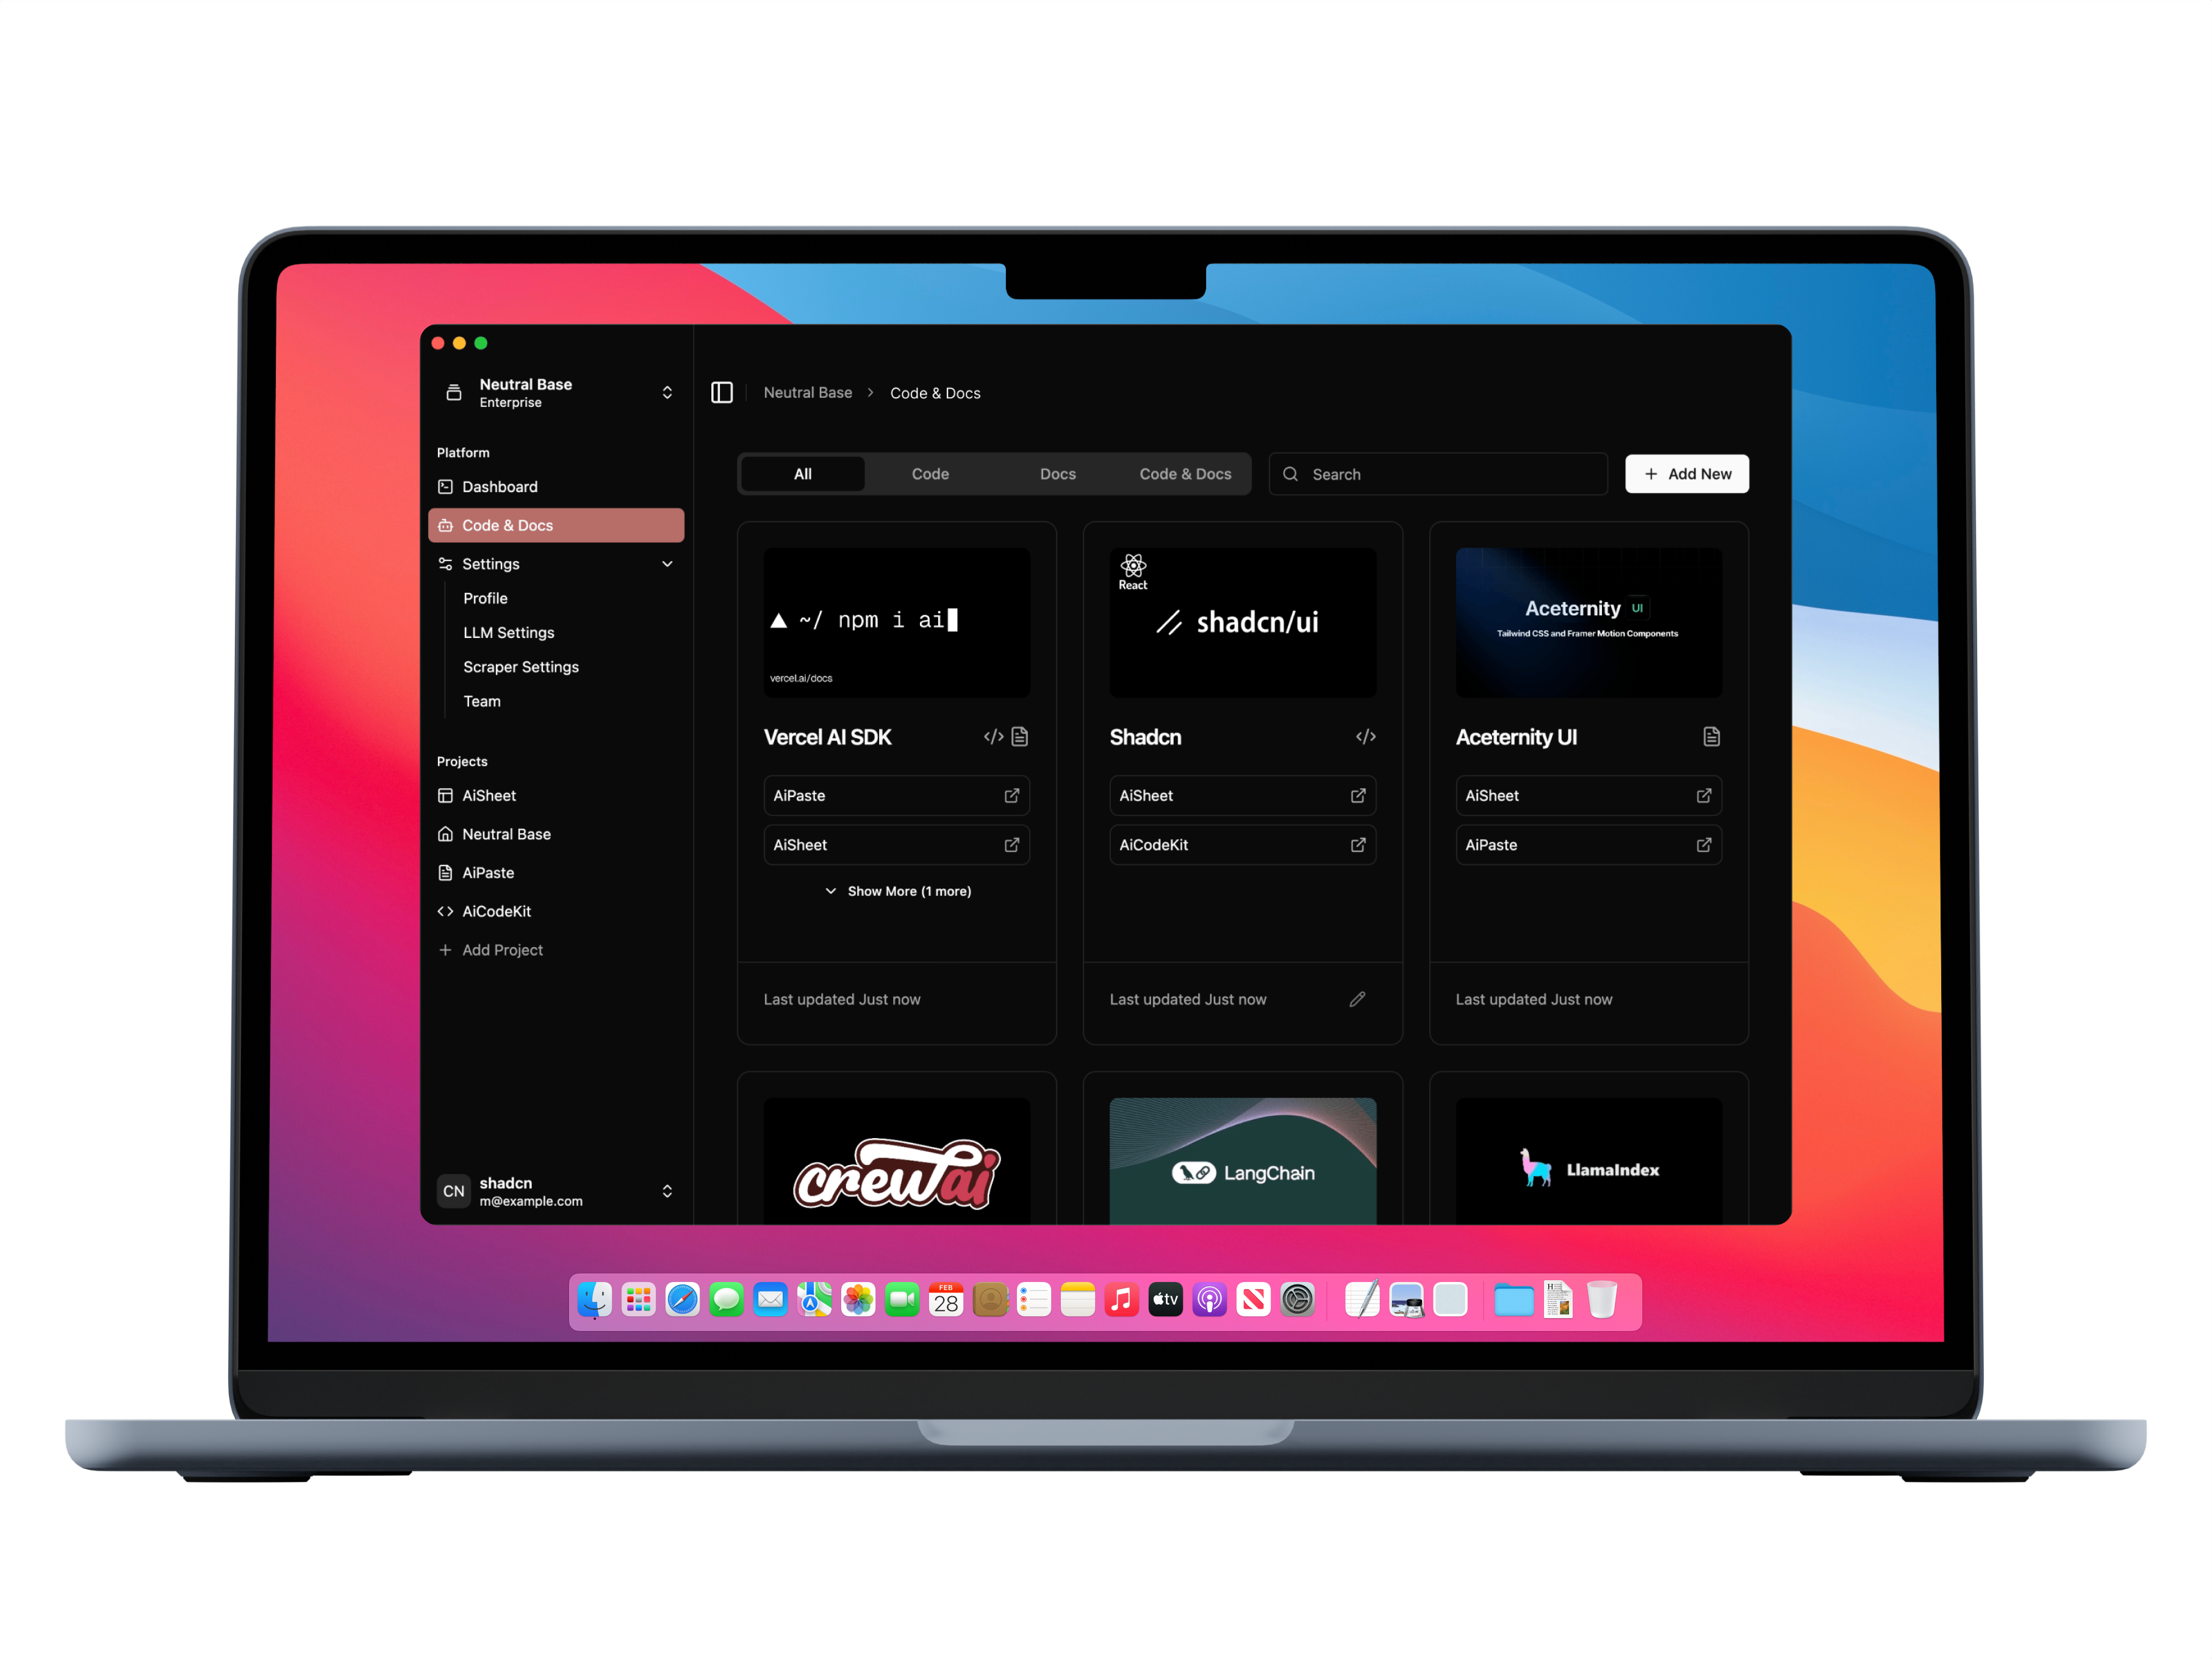 Neutral Base
Enterprise
Platform
Dashboard
Code & Docs
Settings
Profile
LLM Settings
Scraper Settings
Team
Projects
AiSheet
Neutral Base
AiPaste
AiCodeKit
Add Project
CN
shadcn
m@example.com
Neutral Base > Code & Docs
All Code Docs Code & Docs
Search
+ Add New
~/ npm i ai
vercel.ai/docs
Vercel AI SDK
AiPaste
AiSheet
Show More (1 more)
Last updated Just now
React
shadcn/ui
Shadcn
AiSheet
AiCodeKit
Last updated Just now
Aceternity UI
Tailwind CSS and Framer Motion Components
Aceternity UI
AiSheet
AiPaste
Last updated Just now
crewai
LangChain
LlamaIndex
FEB
28
tv